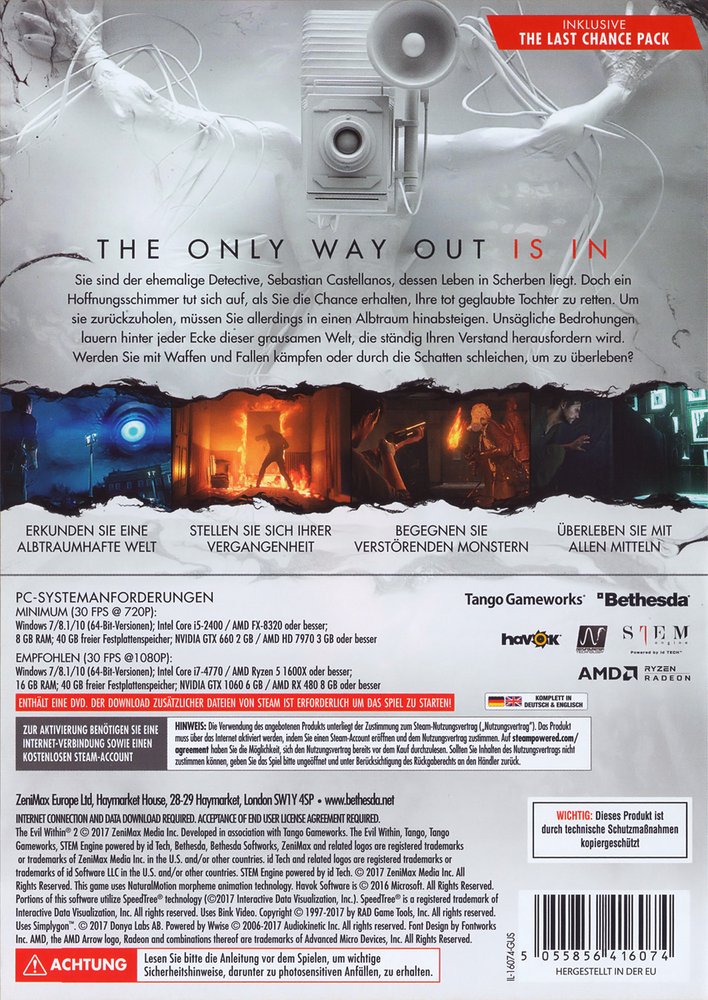 INKLUSIVE
THE LAST CHANCE PACK
THE ONLY WAY OUT IS IN
Sie sind der ehemalige Detective, Sebastian Castellanos, dessen Leben in Scherben liegt. Doch ein
Hoffnungsschimmer tut sich auf, als Sie die Chance erhalten, Ihre tot geglaubte Tochter zu retten. Um
sie zurückzuholen, müssen Sie allerdings in einen Albtraum hinabsteigen. Unsägliche Bedrohungen
lauern hinter jeder Ecke dieser grausamen Welt, die ständig Ihren Verstand herausfordern wird.
Werden Sie mit Waffen und Fallen kämpfen oder durch die Schatten schleichen, um zu überleben?
ERKUNDEN SIE EINE
ALBTRAUMHAFTE WELT
STELLEN SIE SICH IHRER
VERGANGENHEIT
BEGEGNEN SIE
VERSTÖRENDEN MONSTERN
ÜBERLEBEN SIE MIT
ALLEN MITTELN
PC-SYSTEMANFORDERUNGEN
MINIMUM (30 FPS @ 720P):
Windows 7/8.1/10 (64-Bit-Versionen); Intel Core i5-2400 / AMD FX-8320 oder besser;
8 GB RAM; 40 GB freier Festplattenspeicher; NVIDIA GTX 660 2 GB / AMD HD 7970 3 GB oder besser
EMPFOHLEN (30 FPS @1080P):
Windows 7/8.1/10 (64-Bit-Versionen); Intel Core i7-4770 / AMD Ryzen 5 1600X oder besser;
16 GB RAM; 40 GB freier Festplattenspeicher; NVIDIA GTX 1060 6 GB / AMD RX 480 8 GB oder besser
ENTHÄLT EINE DVD. DER DOWNLOAD ZUSÄTZLICHER DATEIEN VON STEAM IST ERFORDERLICH UM DAS SPIEL ZU STARTEN!
Tango Gameworks™ Bethesda®
havok
STEM
engine
Powered by id TECH™
AMD RYZEN
RADEON
KOMPLETT IN
DEUTSCH & ENGLISCH
ZUR AKTIVIERUNG BENÖTIGEN SIE EINE
INTERNET-VERBINDUNG SOWIE EINEN
KOSTENLOSEN STEAM-ACCOUNT
HINWEIS: Die Verwendung des angebotenen Produkts unterliegt der Zustimmung zum Steam-Nutzungsvertrag („Nutzungsvertrag"). Das Produkt
muss über das Internet aktiviert werden, indem Sie einen Steam-Account eröffnen und dem Nutzungsvertrag zustimmen. Auf steampowered.com/
agreement haben Sie die Möglichkeit, sich den Nutzungsvertrag bereits vor dem Kauf durchzulesen. Sollten Sie Inhalten des Nutzungsvertrags nicht
zustimmen können, geben Sie das Spiel bitte ungeöffnet und unter Berücksichtigung des Rückgaberechts an den Händler zurück.
ZeniMax Europe Ltd, Haymarket House, 28-29 Haymarket, London SW1Y 4SP • www.bethesda.net
INTERNET CONNECTION AND DATA DOWNLOAD REQUIRED. ACCEPTANCE OF END USER LICENSE AGREEMENT REQUIRED.
The Evil Within® 2 © 2017 ZeniMax Media Inc. Developed in association with Tango Gameworks. The Evil Within, Tango, Tango
Gameworks, STEM Engine powered by id Tech, Bethesda, Bethesda Softworks, ZeniMax and related logos are registered trademarks
or trademarks of ZeniMax Media Inc. in the U.S. and/or other countries. id Tech and related logos are registered trademarks or
trademarks of id Software LLC in the U.S. and/or other countries. STEM Engine powered by id Tech. © 2017 ZeniMax Media Inc. All
Rights Reserved. This game uses NaturalMotion morpheme animation technology. Havok Software is © 2016 Microsoft. All Rights Reserved.
Portions of this software utilize SpeedTree® technology (©2017 Interactive Data Visualization, Inc.). SpeedTree® is a registered trademark of
Interactive Data Visualization, Inc. All rights reserved. Uses Bink Video. Copyright © 1997-2017 by RAD Game Tools, Inc. All rights reserved.
Uses Simplygon™. © 2017 Donya Labs AB. Powered by Wwise © 2006-2017 Audiokinetic Inc. All rights reserved. Font Design by Fontworks
Inc. AMD, the AMD Arrow logo, Radeon and combinations thereof are trademarks of Advanced Micro Devices, Inc. All Rights Reserved.
WICHTIG: Dieses Produkt ist
durch technische Schutzmaßnahmen
kopiergeschützt
ACHTUNG
Lesen Sie bitte die Anleitung vor dem Spielen, um wichtige
Sicherheitshinweise, darunter zu photosensitiven Anfällen, zu erhalten.
IL-16074-GUS
5 055856 416074
HERGESTELLT IN DER EU